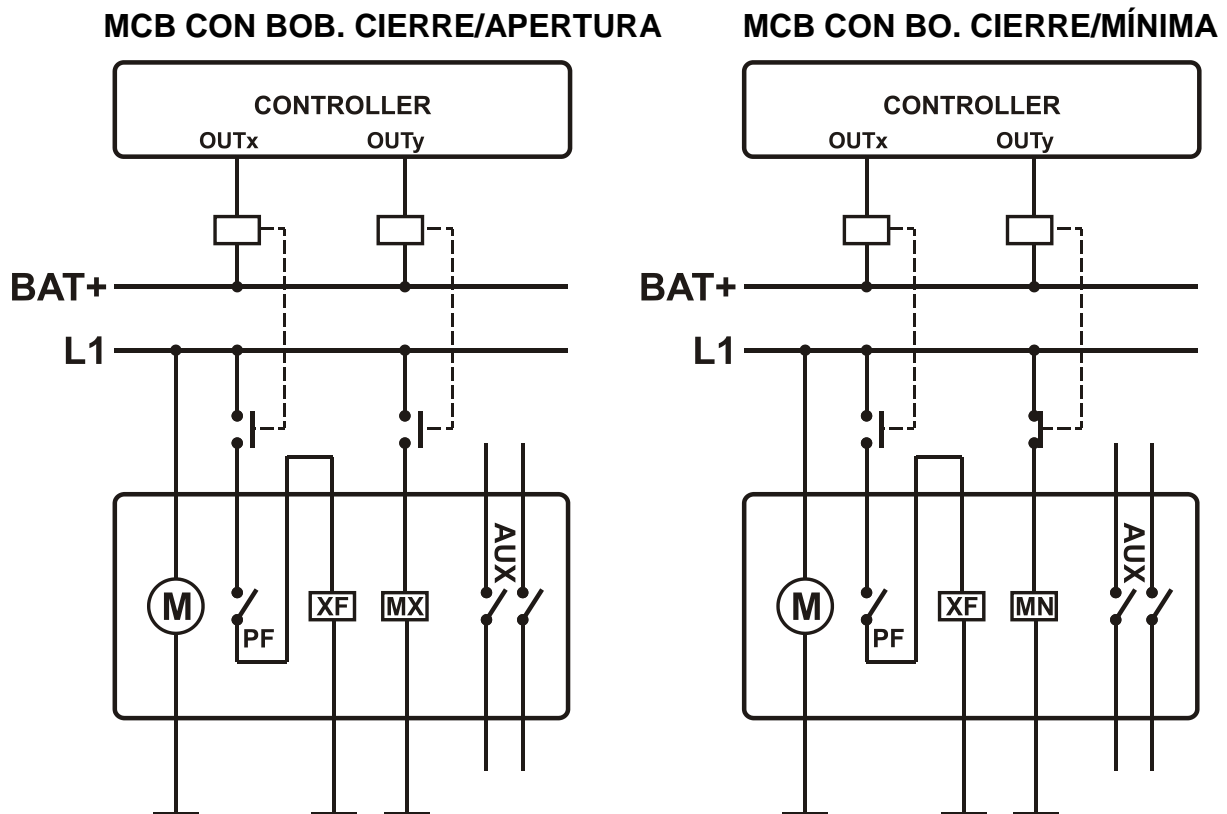 MCB CON BOB. CIERRE/APERTURA
CONTROLLER
OUTx OUTy
BAT+
L1
AUX
M
PF
XF
MX
MCB CON BO. CIERRE/MÍNIMA
CONTROLLER
OUTx OUTy
BAT+
L1
AUX
M
PF
XF
MN